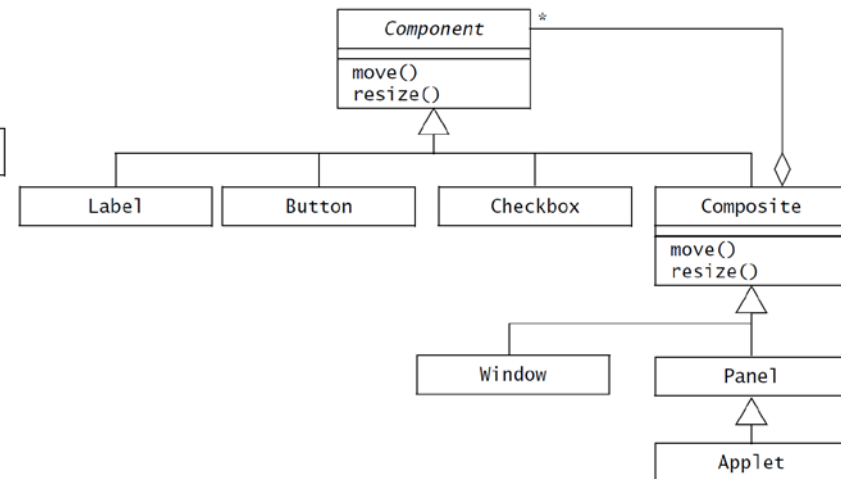 Component
*
move()
resize()
Label
Button
Checkbox
Composite
move()
resize()
Window
Panel
Applet